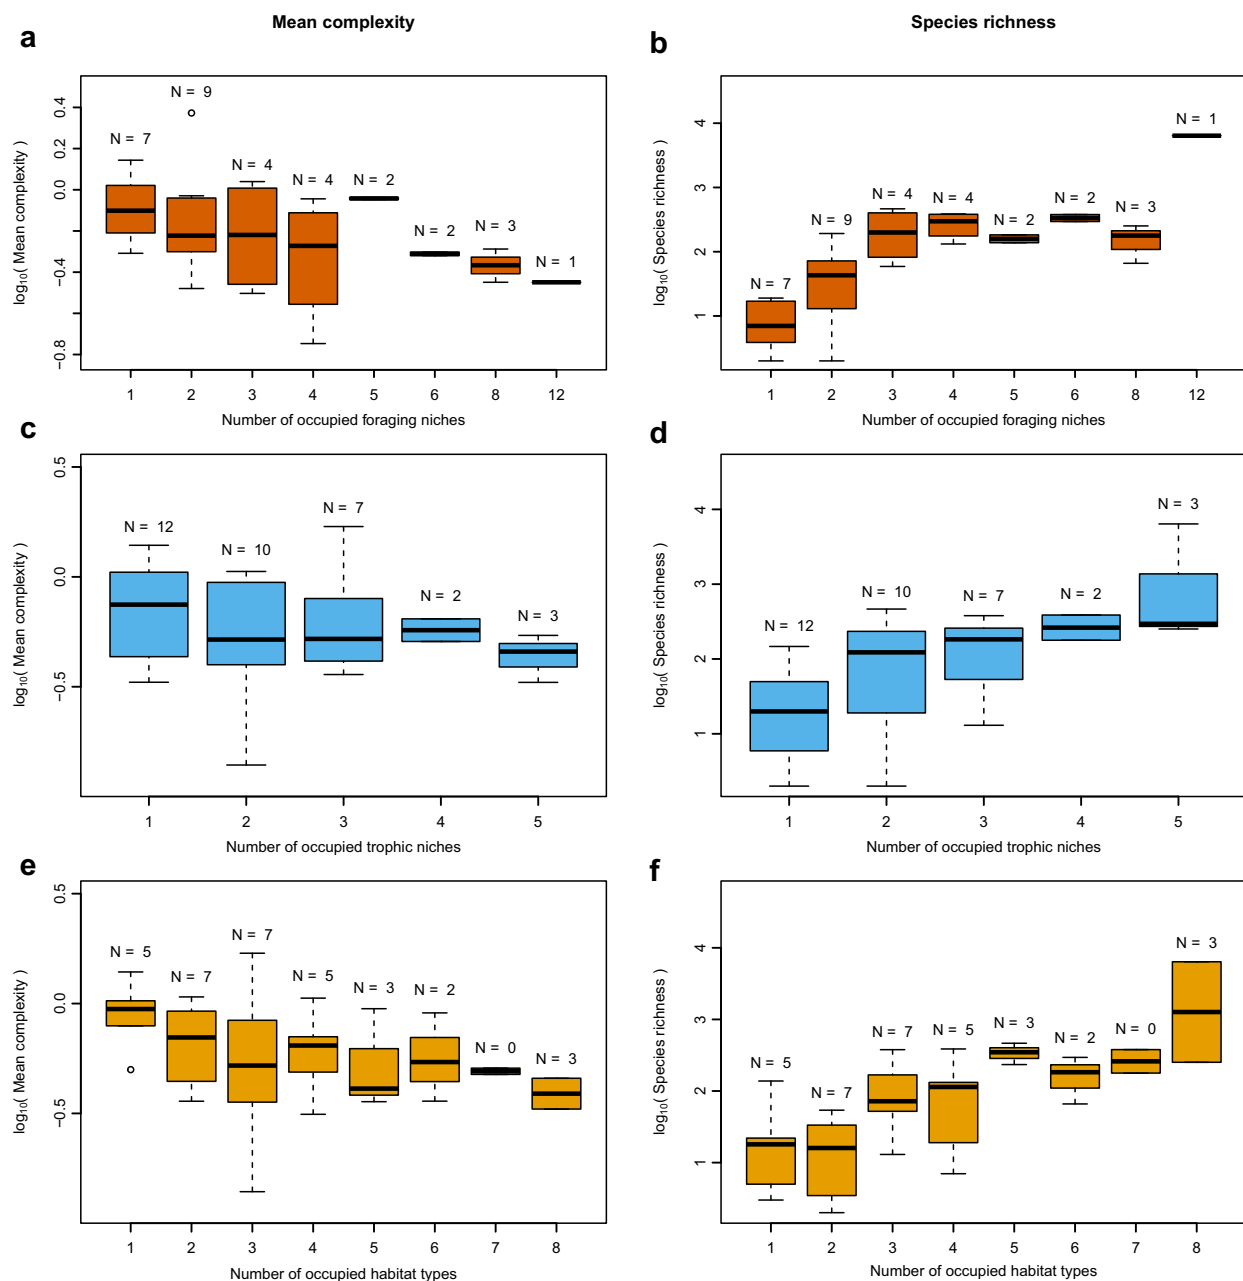 Mean complexity
Species richness
a
N = 7
N = 9
N = 4
N = 4
N = 2
N = 2
N = 3
N = 1
0.4
0.2
0.0
−0.4
−0.8
log10( Mean complexity )
1 2 3 4 5 6 8 12
Number of occupied foraging niches
b
N = 7
N = 9
N = 4
N = 4
N = 2
N = 2
N = 3
N = 1
4
3
2
1
log10( Species richness )
1 2 3 4 5 6 8 12
Number of occupied foraging niches
c
N = 12
N = 10
N = 7
N = 2
N = 3
0.5
0.0
−0.5
log10( Mean complexity )
1 2 3 4 5
Number of occupied trophic niches
d
N = 12
N = 10
N = 7
N = 2
N = 3
4
3
2
1
log10( Species richness )
1 2 3 4 5
Number of occupied trophic niches
e
N = 5
N = 7
N = 7
N = 5
N = 3
N = 2
N = 0
N = 3
0.5
0.0
−0.5
log10( Mean complexity )
1 2 3 4 5 6 7 8
Number of occupied habitat types
f
N = 5
N = 7
N = 7
N = 5
N = 3
N = 2
N = 0
N = 3
4
3
2
1
log10( Species richness )
1 2 3 4 5 6 7 8
Number of occupied habitat types